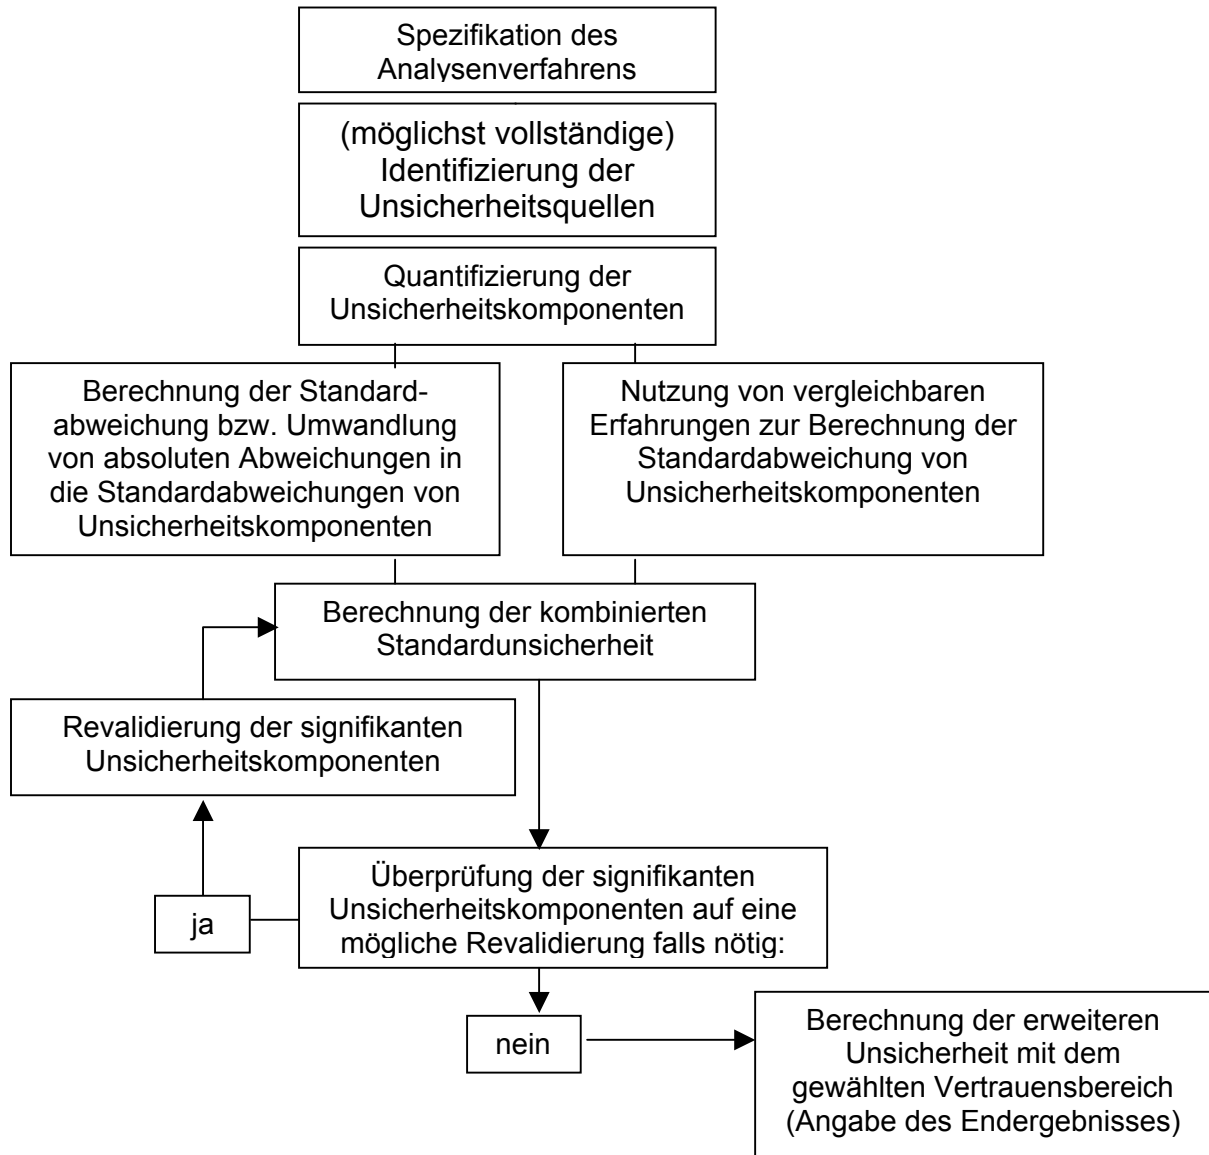 Spezifikation des
Analysenverfahrens
(möglichst vollständige)
Identifizierung der
Unsicherheitsquellen
Quantifizierung der
Unsicherheitskomponenten
Berechnung der Standard-
abweichung bzw. Umwandlung
von absoluten Abweichungen in
die Standardabweichungen von
Unsicherheitskomponenten
Nutzung von vergleichbaren
Erfahrungen zur Berechnung der
Standardabweichung von
Unsicherheitskomponenten
Berechnung der kombinierten
Standardunsicherheit
Revalidierung der signifikanten
Unsicherheitskomponenten
Überprüfung der signifikanten
Unsicherheitskomponenten auf eine
mögliche Revalidierung falls nötig:
ja
nein
Berechnung der erweiteren
Unsicherheit mit dem
gewählten Vertrauensbereich
(Angabe des Endergebnisses)